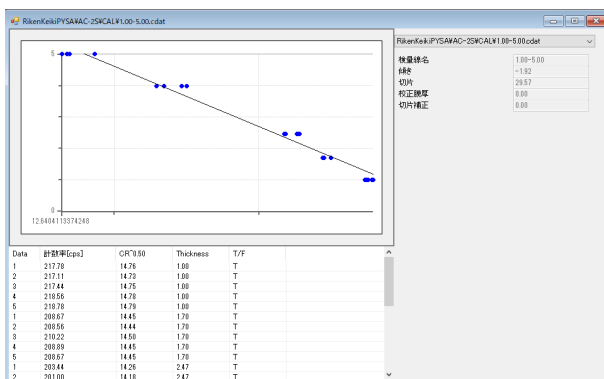 RikenKeikiPYSA¥AC-2S¥CAL¥1.00-5.00.cdat
RikenKeikiPYSA¥AC-2S¥CAL¥1.00-5.00.cdat
検量線名 1.00-5.00
傾き -1.92
切片 29.57
校正膜厚 0.00
切片補正 0.00
5
0
12.6404113374248
Data 計数率[cps] CR^0.50 Thickness T/F
1 217.78 14.76 1.00 T
2 217.11 14.73 1.00 T
3 217.44 14.75 1.00 T
4 218.56 14.78 1.00 T
5 218.78 14.79 1.00 T
1 208.67 14.45 1.70 T
2 208.56 14.44 1.70 T
3 210.22 14.50 1.70 T
4 208.89 14.45 1.70 T
5 208.67 14.45 1.70 T
1 203.44 14.26 2.47 T
2 201.00 14.18 2.47 T